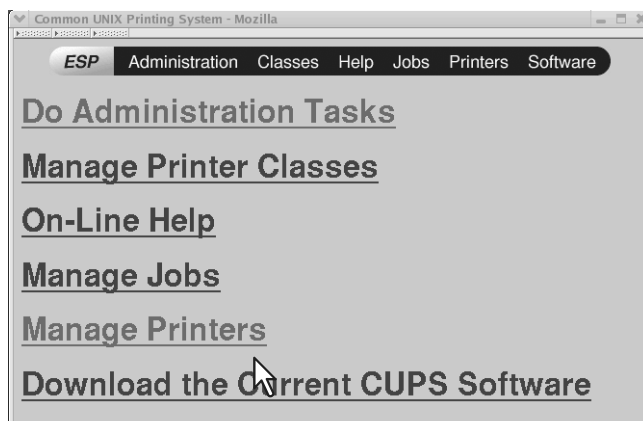 Common UNIX Printing System - Mozilla
ESP Administration Classes Help Jobs Printers Software
Do Administration Tasks
Manage Printer Classes
On-Line Help
Manage Jobs
Manage Printers
Download the Current CUPS Software